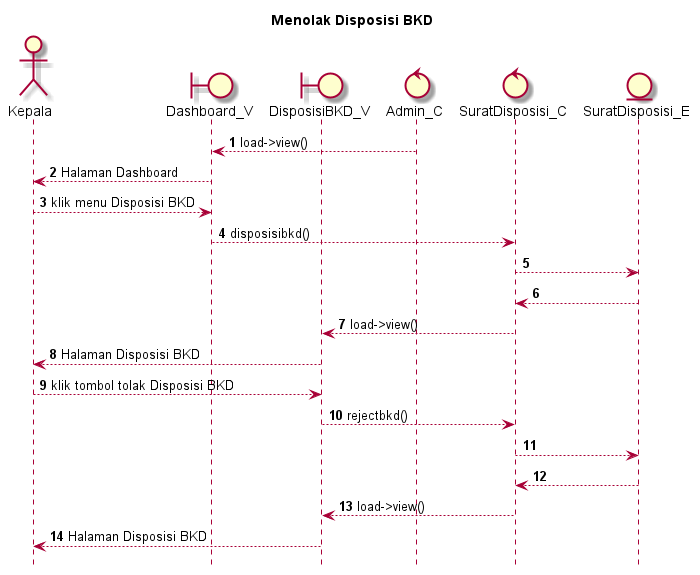 Menolak Disposisi BKD
Kepala
Dashboard_V
DisposisiBKD_V
Admin_C
SuratDisposisi_C
SuratDisposisi_E
1 load->view()
2 Halaman Dashboard
3 klik menu Disposisi BKD
4 disposisibkd()
5
6
7 load->view()
8 Halaman Disposisi BKD
9 klik tombol tolak Disposisi BKD
10 rejectbkd()
11
12
13 load->view()
14 Halaman Disposisi BKD